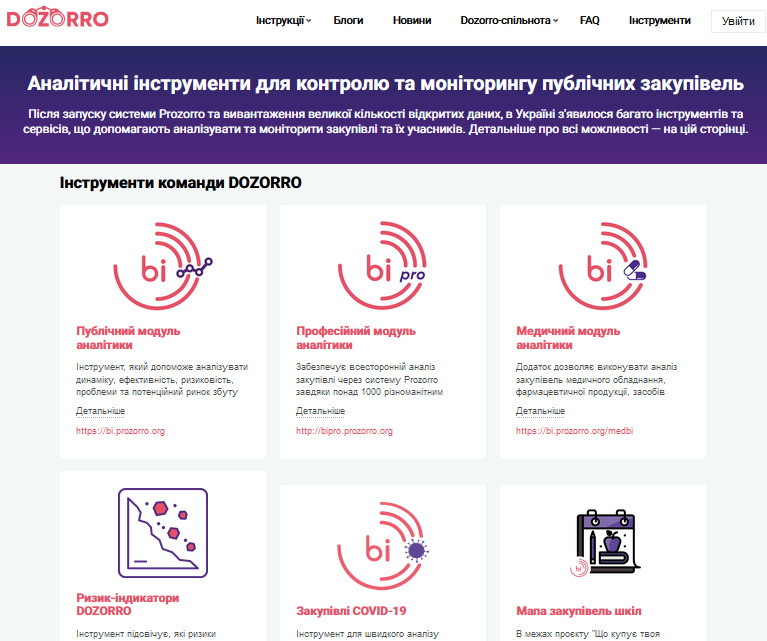 DOZORRO
Інструкції
Блоги
Новини
Dozorro-спільнота
FAQ
Інструменти
Увійти
Аналітичні інструменти для контролю та моніторингу публічних закупівель
Після запуску системи Prozorro та вивантаження великої кількості відкритих даних, в Україні з'явилося багато інструментів та
сервісів, що допомагають аналізувати та моніторити закупівлі та їх учасників. Детальніше про всі можливості — на цій сторінці.
Інструменти команди DOZORRO
bi
Публічний модуль
аналітики
Інструмент, який допоможе аналізувати
динаміку, ефективність, ризиковість,
проблеми та потенційний ринок збуту
Детальніше
https://bi.prozorro.org
bi pro
Професійний модуль
аналітики
Забезпечує всесторонній аналіз
закупівлі через систему Prozorro
завдяки понад 1000 різноманітним
Детальніше
http://bipro.prozorro.org
bi
Медичний модуль
аналітики
Додаток дозволяє виконувати аналіз
закупівель медичного обладнання,
фармацевтичної продукції, засобів
Детальніше
https://bi.prozorro.org/medbi
Ризик-індикатори
DOZORRO
Інструмент підсвічує, які ризики
bi
Закупівлі COVID-19
Інструмент для швидкого аналізу
bi
Мапа закупівель шкіл
В межах проєкту "Що купує твоя